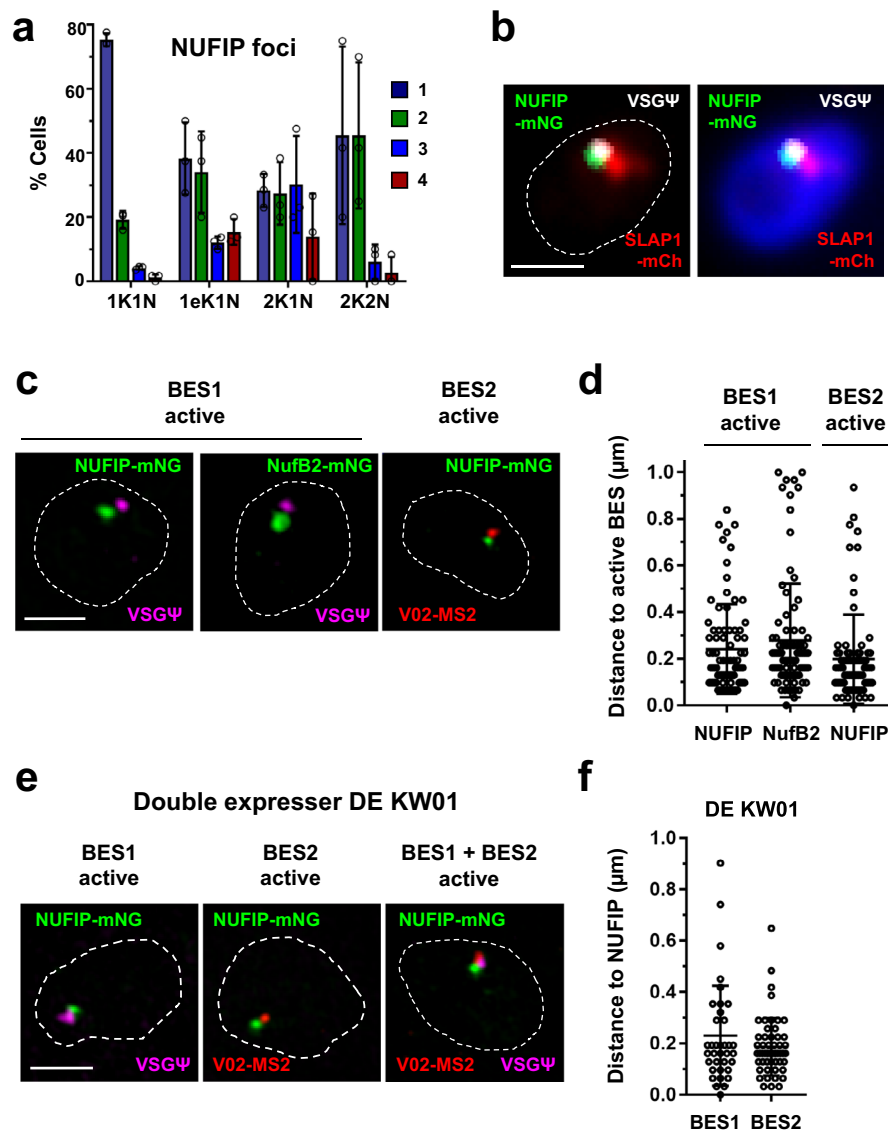 a
NUFIP foci
80
60
40
20
0
% Cells
1
2
3
4
1K1N
1eK1N
2K1N
2K2N
b
NUFIP
-mNG
VSGΨ
SLAP1
-mCh
NUFIP
-mNG
VSGΨ
SLAP1
-mCh
c
BES1
active
BES2
active
NUFIP-mNG
VSGΨ
NufB2-mNG
VSGΨ
NUFIP-mNG
V02-MS2
d
BES1
active
BES2
active
Distance to active BES (µm)
1.0
0.8
0.6
0.4
0.2
0.0
NUFIP
NufB2
NUFIP
e
Double expresser DE KW01
BES1
active
BES2
active
BES1 + BES2
active
NUFIP-mNG
VSGΨ
NUFIP-mNG
V02-MS2
NUFIP-mNG
V02-MS2 VSGΨ
f
DE KW01
Distance to NUFIP (µm)
1.0
0.8
0.6
0.4
0.2
0.0
BES1
BES2